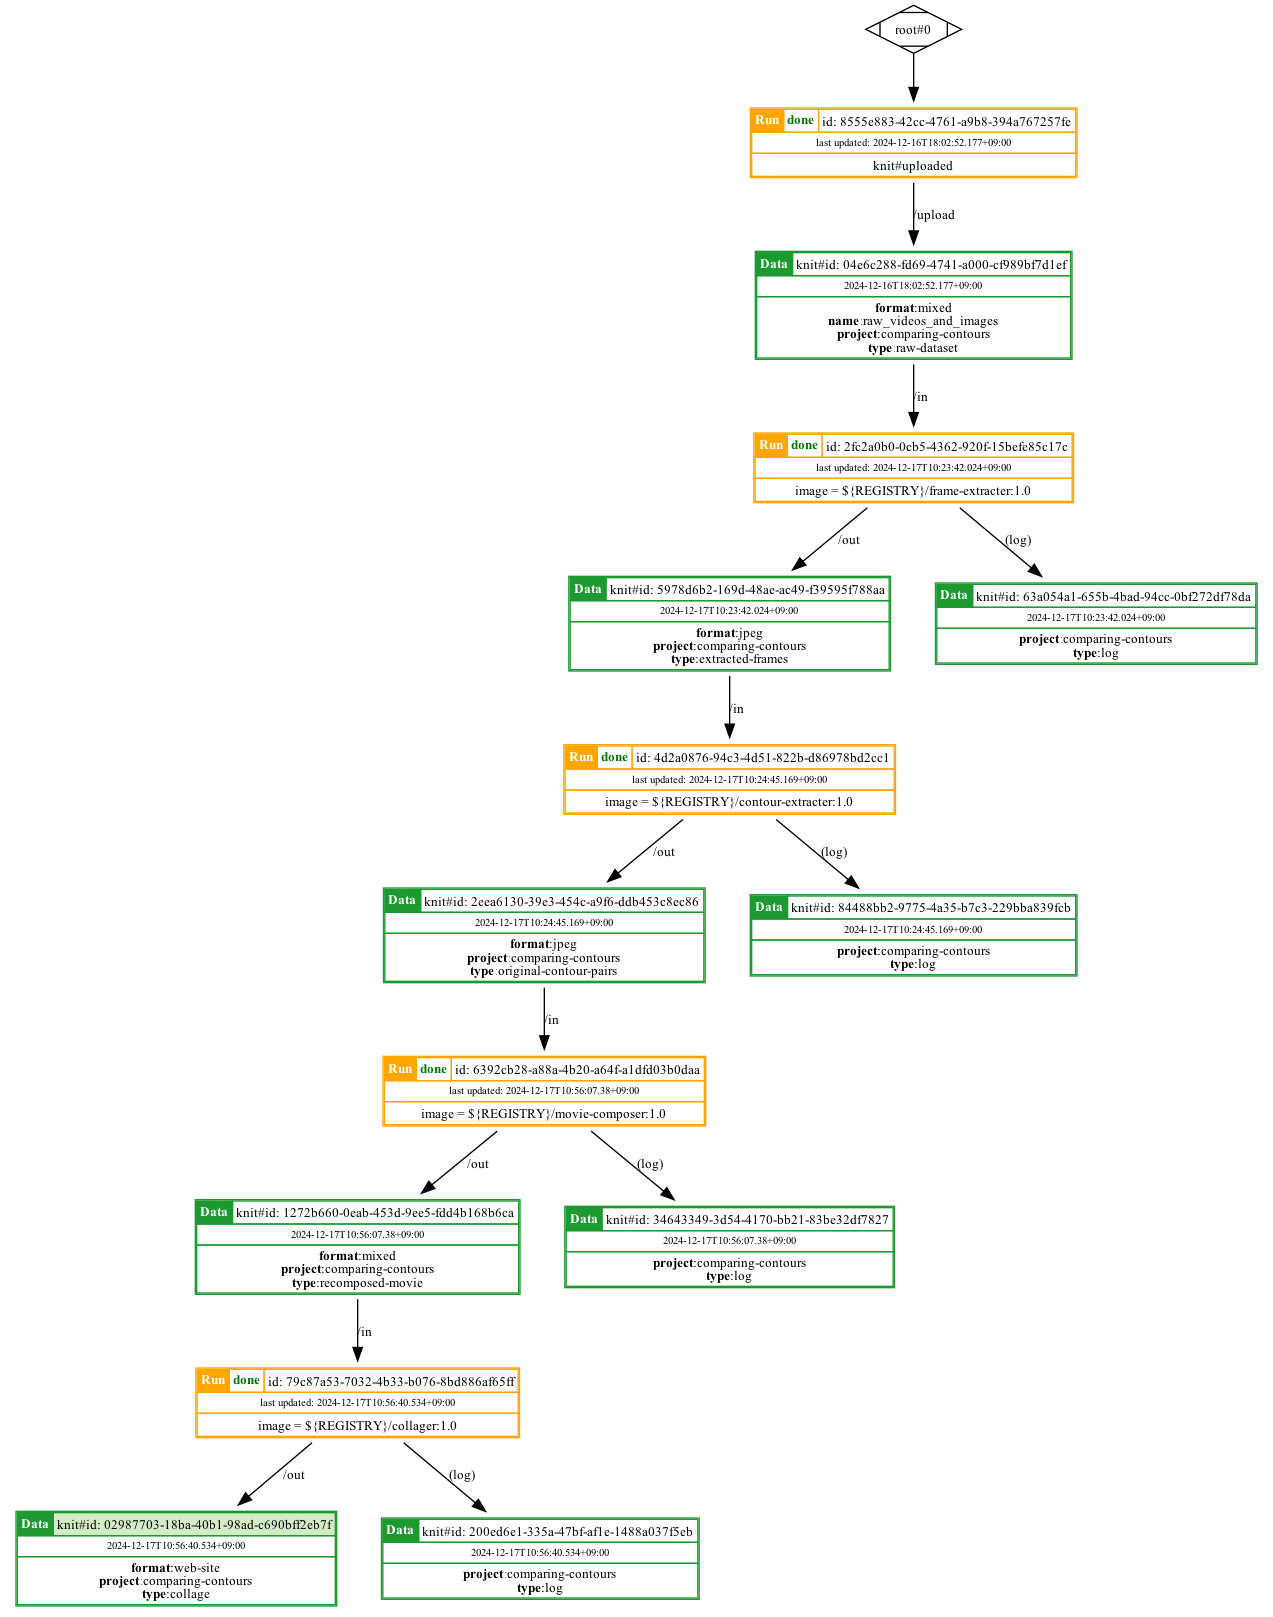 root#0
Run done id: 8555e883-42cc-4761-a9b8-394a767257fe
last updated: 2024-12-16T18:02:52.177+09:00
knit#uploaded
/upload
Data knit#id: 04e6c288-fd69-4741-a000-cf989bf7d1ef
2024-12-16T18:02:52.177+09:00
format:mixed
name:raw_videos_and_images
project:comparing-contours
type:raw-dataset
/in
Run done id: 2fc2a0b0-0cb5-4362-920f-15befe85c17c
last updated: 2024-12-17T10:23:42.024+09:00
image = ${REGISTRY}/frame-extracter:1.0
/out
(log)
Data knit#id: 5978d6b2-169d-48ae-ac49-f39595f788aa
2024-12-17T10:23:42.024+09:00
format:jpeg
project:comparing-contours
type:extracted-frames
Data knit#id: 63a054a1-655b-4bad-94cc-0bf272df78da
2024-12-17T10:23:42.024+09:00
project:comparing-contours
type:log
/in
Run done id: 4d2a0876-94c3-4d51-822b-d86978bd2cc1
last updated: 2024-12-17T10:24:45.169+09:00
image = ${REGISTRY}/contour-extracter:1.0
/out
(log)
Data knit#id: 2eea6130-39e3-454c-a9f6-ddb453c8ec86
2024-12-17T10:24:45.169+09:00
format:jpeg
project:comparing-contours
type:original-contour-pairs
Data knit#id: 84488bb2-9775-4a35-b7c3-229bba839fcb
2024-12-17T10:24:45.169+09:00
project:comparing-contours
type:log
/in
Run done id: 6392cb28-a88a-4b20-a64f-a1dfd03b0daa
last updated: 2024-12-17T10:56:07.38+09:00
image = ${REGISTRY}/movie-composer:1.0
/out
(log)
Data knit#id: 1272b660-0eab-453d-9ee5-fdd4b168b6ca
2024-12-17T10:56:07.38+09:00
format:mixed
project:comparing-contours
type:recomposed-movie
Data knit#id: 34643349-3d54-4170-bb21-83be32df7827
2024-12-17T10:56:07.38+09:00
project:comparing-contours
type:log
/in
Run done id: 79c87a53-7032-4b33-b076-8bd886af65ff
last updated: 2024-12-17T10:56:40.534+09:00
image = ${REGISTRY}/collager:1.0
/out
(log)
Data knit#id: 02987703-18ba-40b1-98ad-c690bff2eb7f
2024-12-17T10:56:40.534+09:00
format:web-site
project:comparing-contours
type:collage
Data knit#id: 200ed6e1-335a-47bf-af1e-1488a037f5eb
2024-12-17T10:56:40.534+09:00
project:comparing-contours
type:log